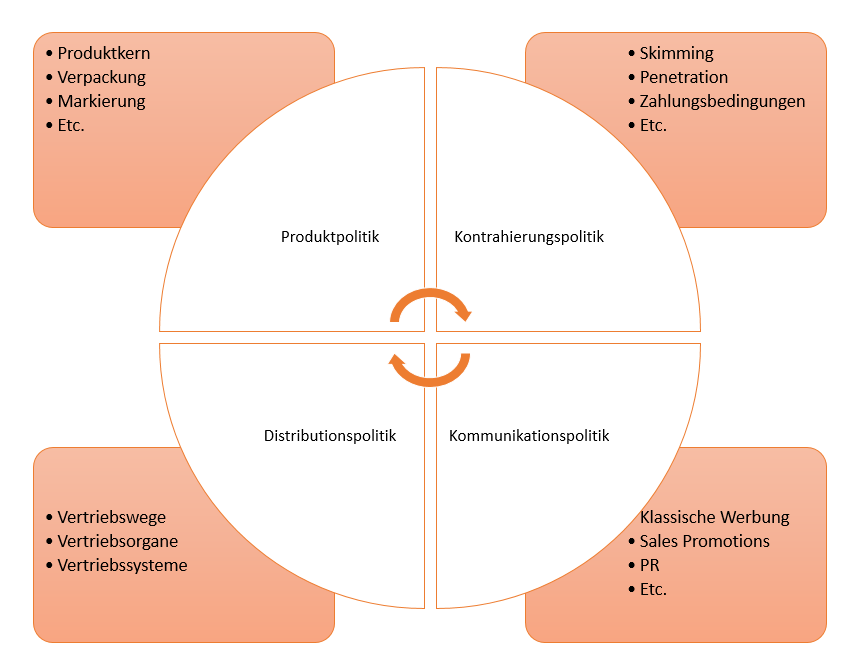 • Produktkern
• Verpackung
• Markierung
• Etc.
• Skimming
• Penetration
• Zahlungsbedingungen
• Etc.
Produktpolitik
Kontrahierungspolitik
Distributionspolitik
Kommunikationspolitik
• Vertriebswege
• Vertriebsorgane
• Vertriebssysteme
Klassische Werbung
• Sales Promotions
• PR
• Etc.